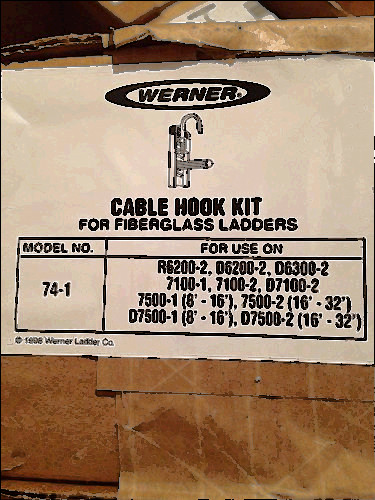 WERNER®
CABLE HOOK KIT
FOR FIBERGLASS LADDERS
MODEL NO. FOR USE ON
74-1
R6200-2, D6200-2, D6300-2
7100-1, 7100-2, D7100-2
7500-1 (8' - 16'), 7500-2 (16' - 32')
D7500-1 (8' - 16'), D7500-2 (16' - 32')
© 1998 Werner Ladder Co.